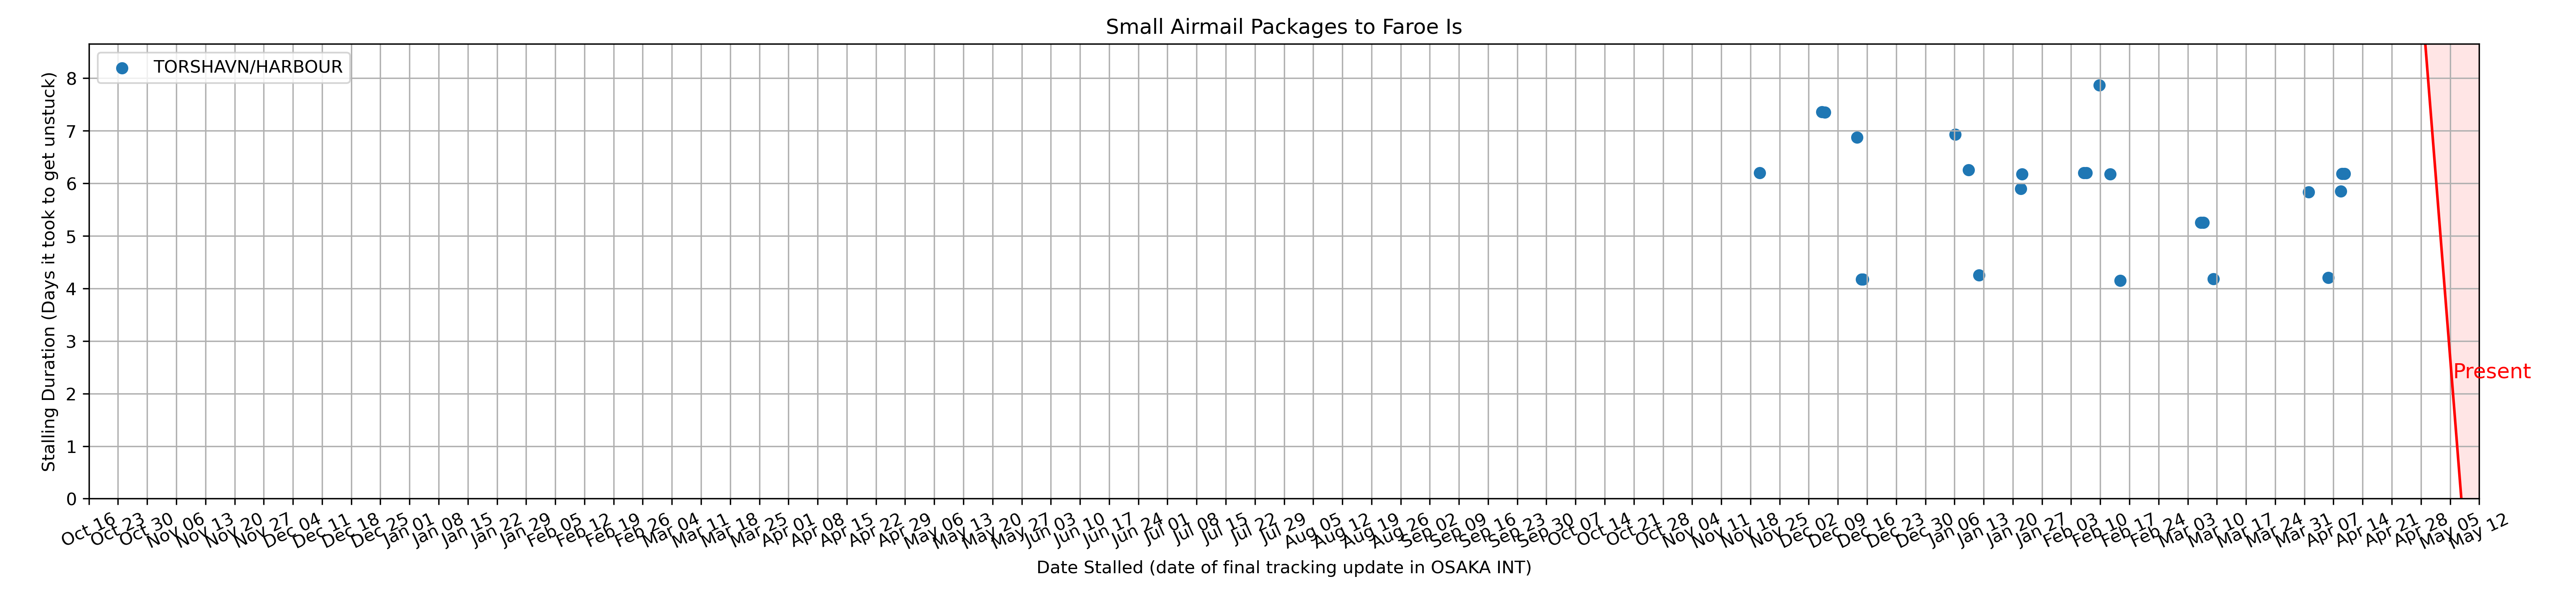 Small Airmail Packages to Faroe Is
TORSHAVN/HARBOUR
Stalling Duration (Days it took to get unstuck)
8
7
6
5
4
3
2
1
0
Present
Oct 16
Oct 23
Oct 30
Nov 06
Nov 13
Nov 20
Nov 27
Dec 04
Dec 11
Dec 18
Dec 25
Jan 01
Jan 08
Jan 15
Jan 22
Jan 29
Feb 05
Feb 12
Feb 19
Feb 26
Mar 04
Mar 11
Mar 18
Mar 25
Apr 01
Apr 08
Apr 15
Apr 22
Apr 29
May 06
May 13
May 20
May 27
Jun 03
Jun 10
Jun 17
Jun 24
Jul 01
Jul 08
Jul 15
Jul 22
Jul 29
Aug 05
Aug 12
Aug 19
Aug 26
Sep 02
Sep 09
Sep 16
Sep 23
Sep 30
Oct 07
Oct 14
Oct 21
Oct 28
Nov 04
Nov 11
Nov 18
Nov 25
Dec 02
Dec 09
Dec 16
Dec 23
Dec 30
Jan 06
Jan 13
Jan 20
Jan 27
Feb 03
Feb 10
Feb 17
Feb 24
Mar 03
Mar 10
Mar 17
Mar 24
Mar 31
Apr 07
Apr 14
Apr 21
Apr 28
May 05
May 12
Date Stalled (date of final tracking update in OSAKA INT)